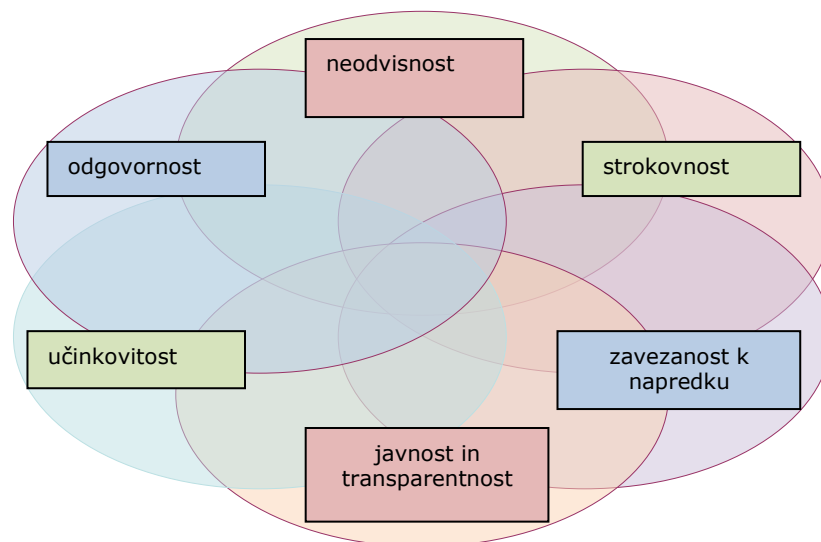 neodvisnost
odgovornost
strokovnost
učinkovitost
zavezanost k
napredku
javnost in
transparentnost